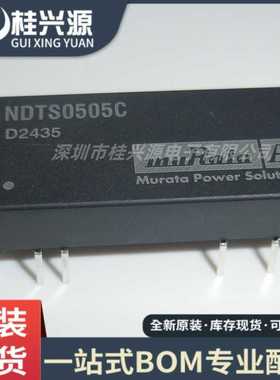 桂兴源
GUI XING YUAN
NDTS0505C
D2435
深圳市桂兴源电子有限公司
muRata
Murata Power Solu
装
货
全新原装·库存现货·可
一站式BOM专业配